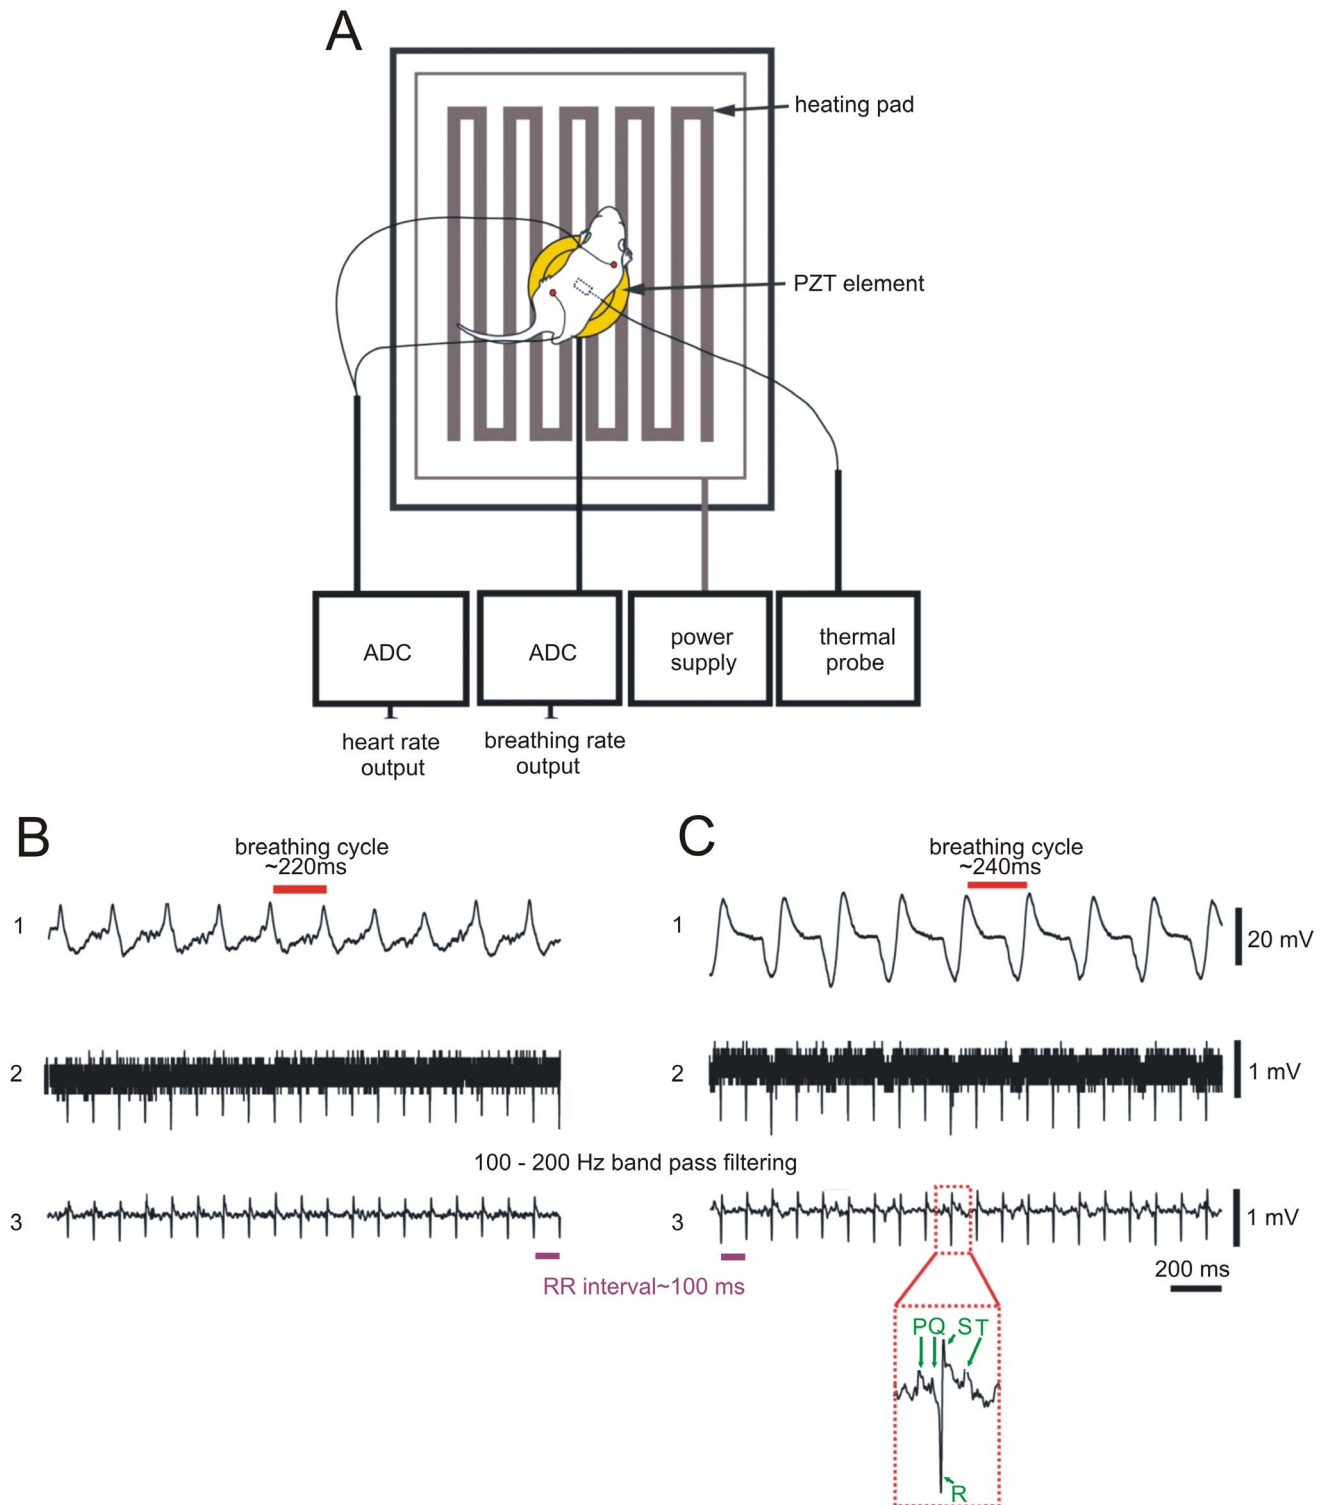 A
heating pad
PZT element
ADC
ADC
power
supply
thermal
probe
heart rate
output
breathing rate
output
B
breathing cycle
~220ms
1
2
3
C
breathing cycle
~240ms
1
20 mV
2
1 mV
100 - 200 Hz band pass filtering
3
1 mV
RR interval~100 ms
200 ms
PQ ST
R